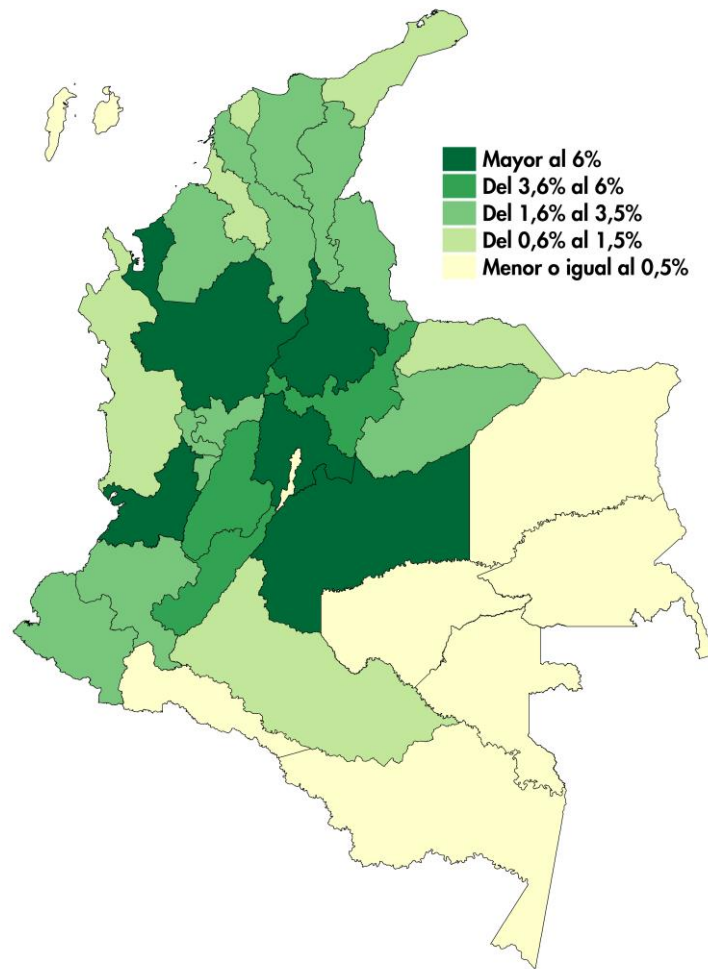 Mayor al 6%
Del 3,6% al 6%
Del 1,6% al 3,5%
Del 0,6% al 1,5%
Menor o igual al 0,5%